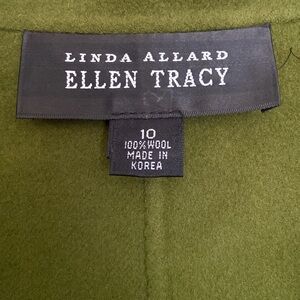 LINDA ALLARD
ELLEN TRACY
10
100% WOOL
MADE IN
KOREA